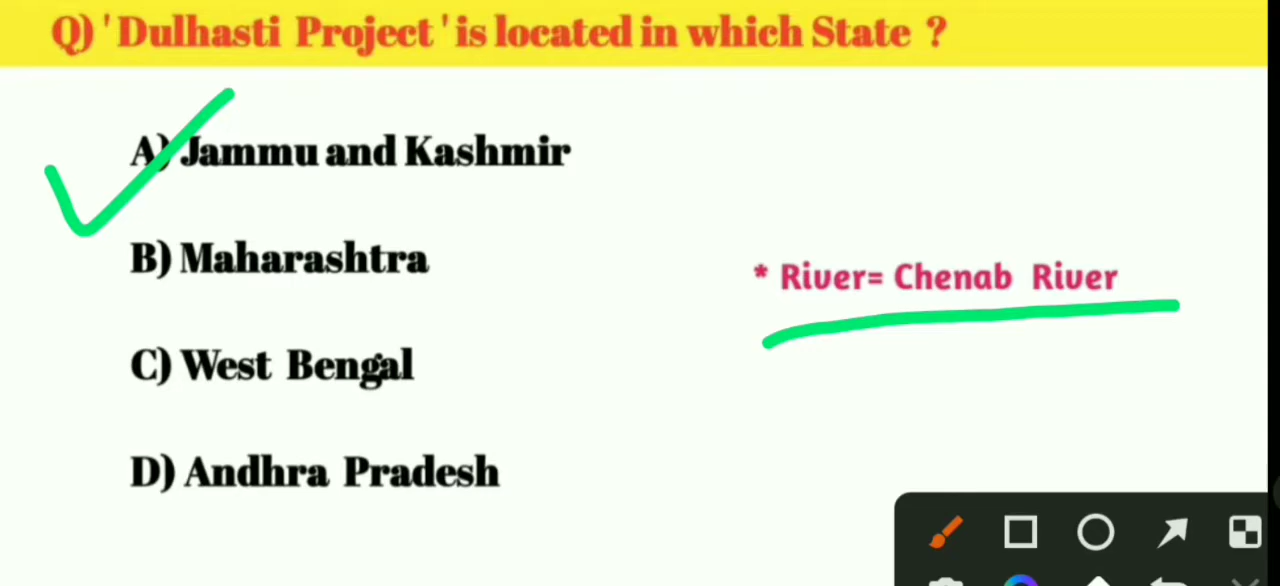 Q) 'Dulhasti Project' is located in which State ?
A) Jammu and Kashmir
B) Maharashtra
* River= Chenab River
C) West Bengal
D) Andhra Pradesh